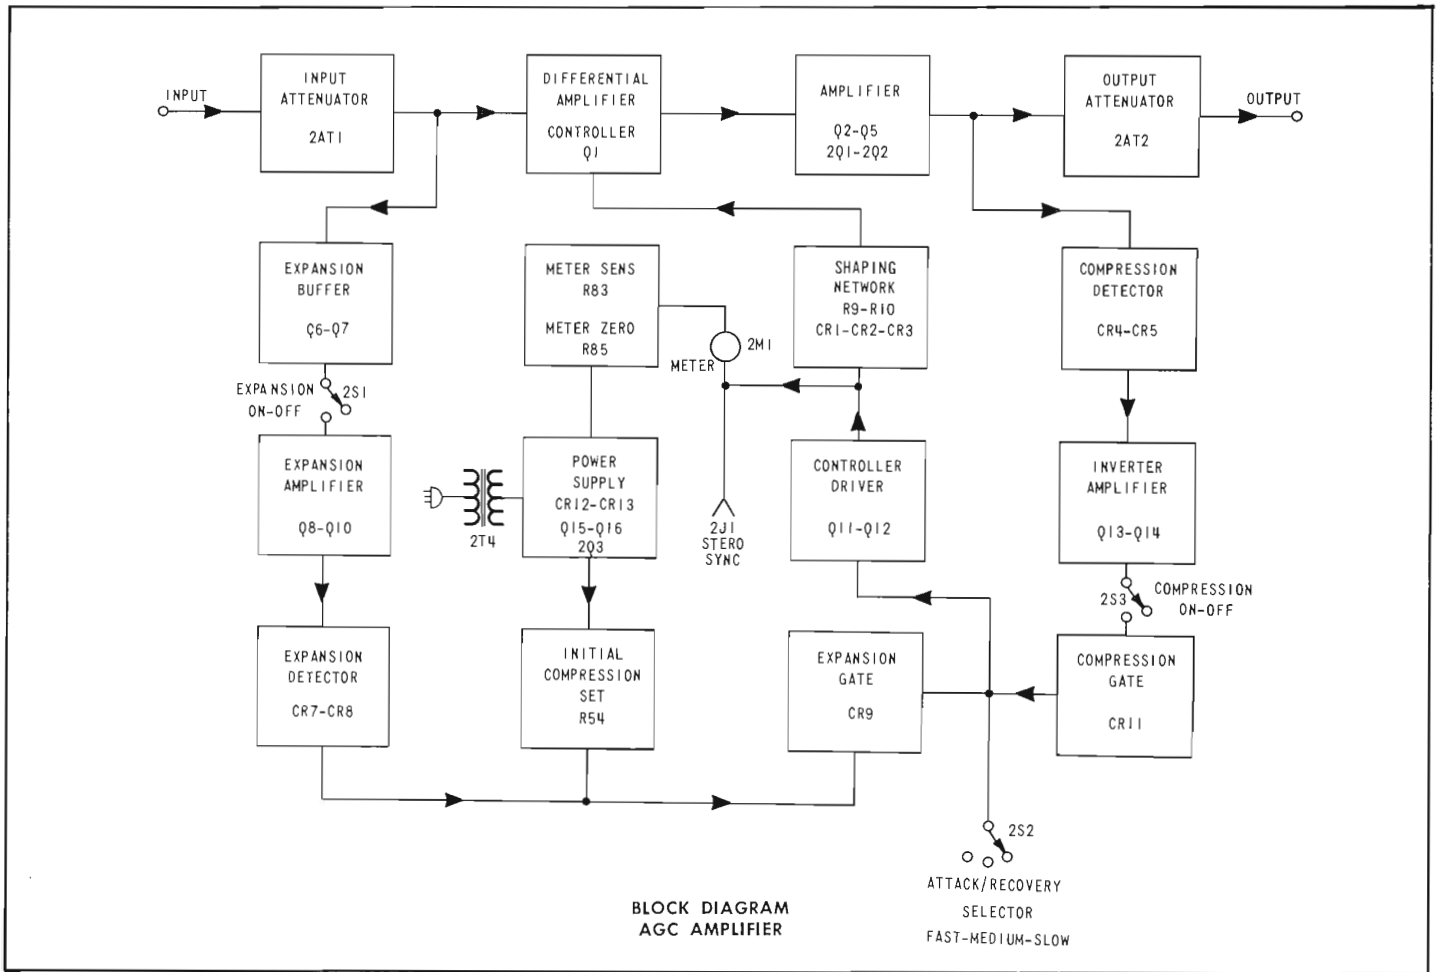 INPUT
INPUT
ATTENUATOR
2AT1
DIFFERENTIAL
AMPLIFIER
CONTROLLER
Q1
AMPLIFIER
Q2-Q5
2Q1-2Q2
OUTPUT
ATTENUATOR
2AT2
OUTPUT
EXPANSION
BUFFER
Q6-Q7
METER SENS
R83
METER ZERO
R85
METER
2M1
SHAPING
NETWORK
R9-R10
CR1-CR2-CR3
COMPRESSION
DETECTOR
CR4-CR5
EXPANSION
ON-OFF
2S1
EXPANSION
AMPLIFIER
Q8-Q10
2T4
POWER
SUPPLY
CR12-CR13
Q15-Q16
2Q3
2J1
STERO
SYNC
CONTROLLER
DRIVER
Q11-Q12
INVERTER
AMPLIFIER
Q13-Q14
2S3
COMPRESSION
ON-OFF
EXPANSION
DETECTOR
CR7-CR8
INITIAL
COMPRESSION
SET
R54
EXPANSION
GATE
CR9
COMPRESSION
GATE
CR11
2S2
ATTACK/RECOVERY
SELECTOR
FAST-MEDIUM-SLOW
BLOCK DIAGRAM
AGC AMPLIFIER